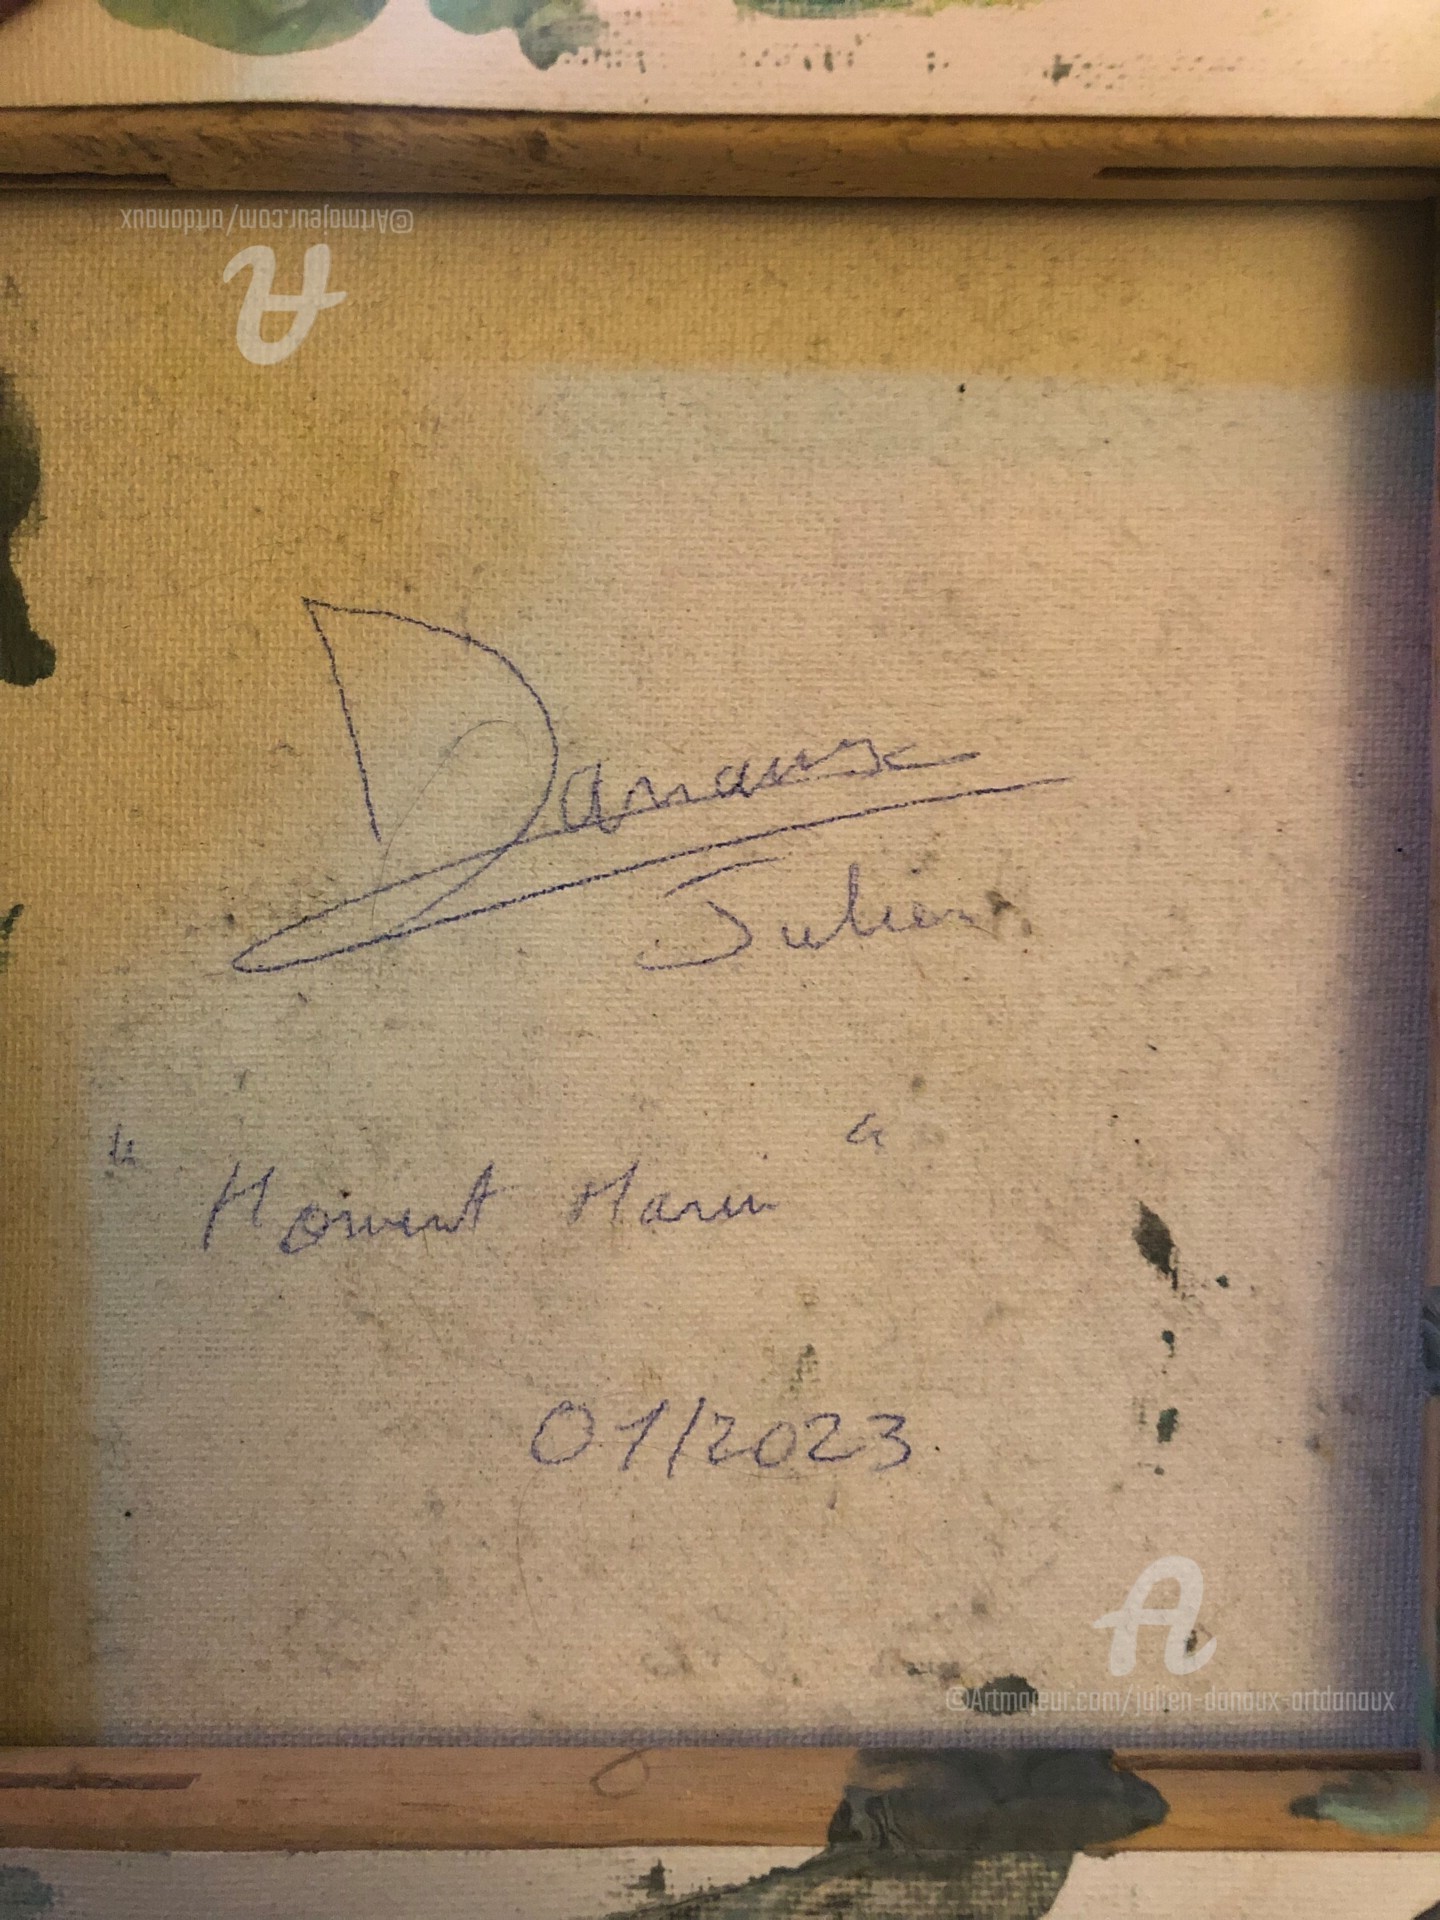 ©Artmajeur.com/artdanaux
Danaux
Julien
" Moment Marin "
01/2023.
©Artmajeur.com/julien-danaux-artdanaux